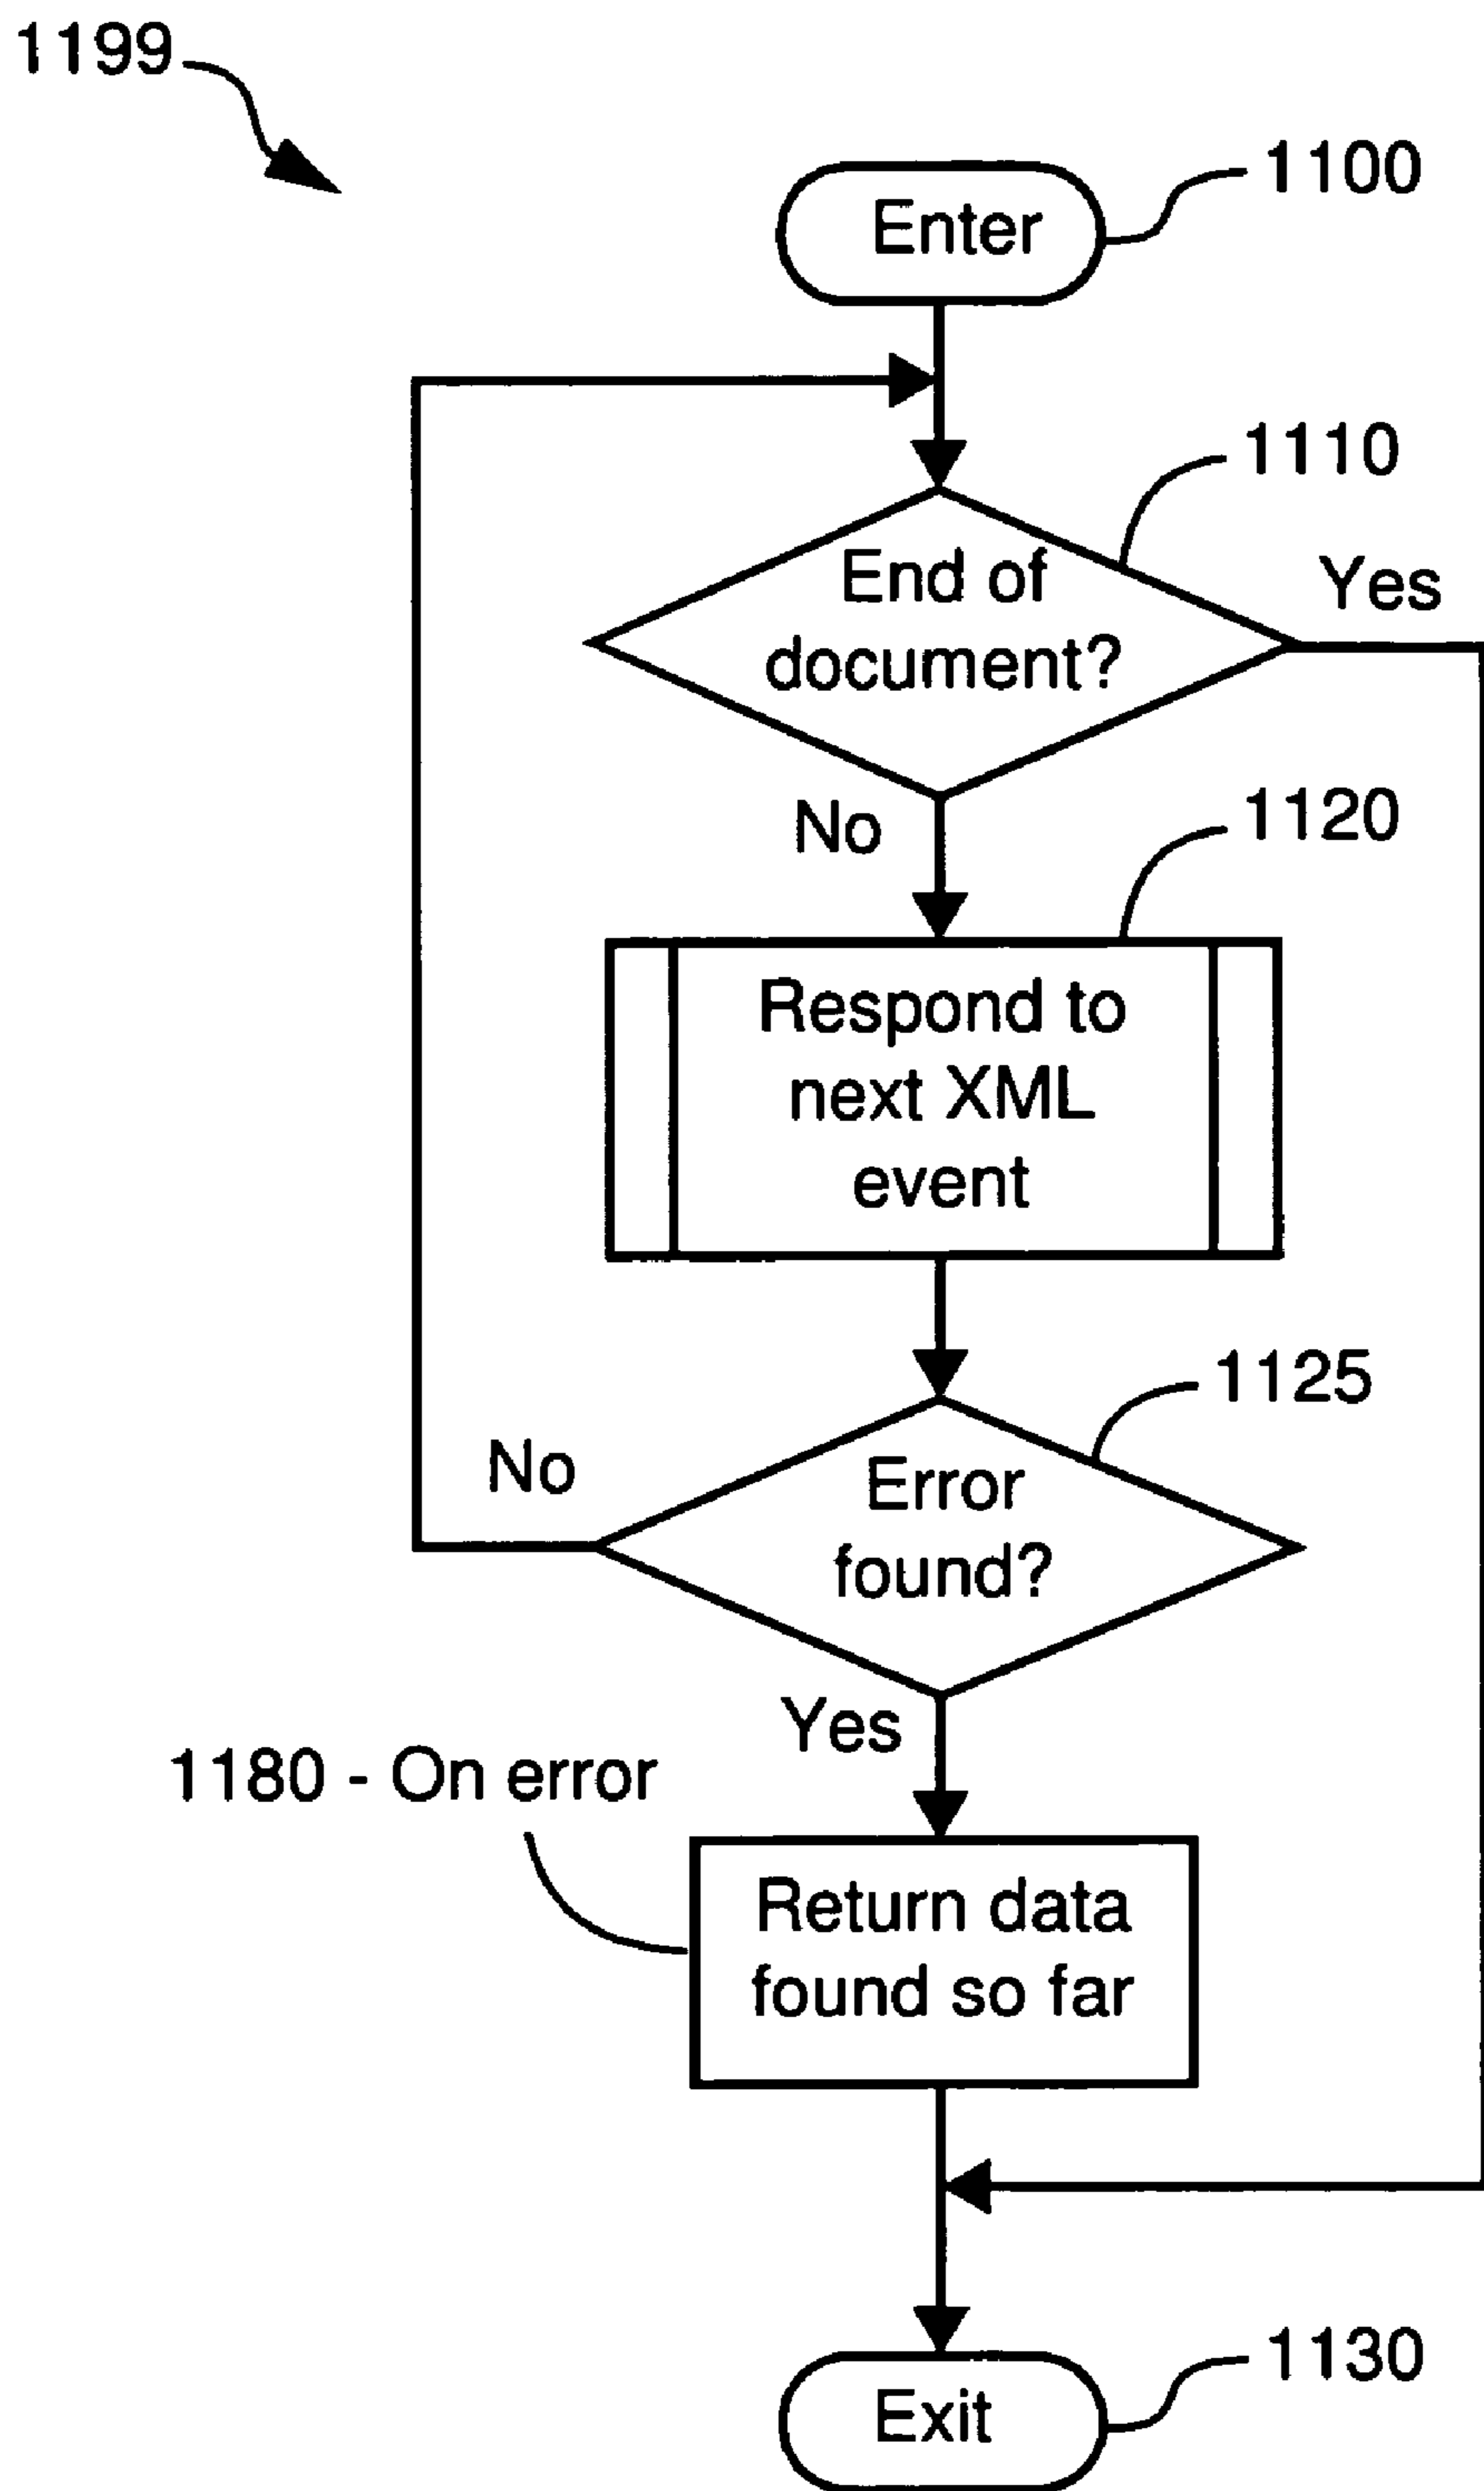 1199
1100
Enter
1110
End of
document?
Yes
No
1120
Respond to
next XML
event
1125
No
Error
found?
Yes
1180 - On error
Return data
found so far
1130
Exit